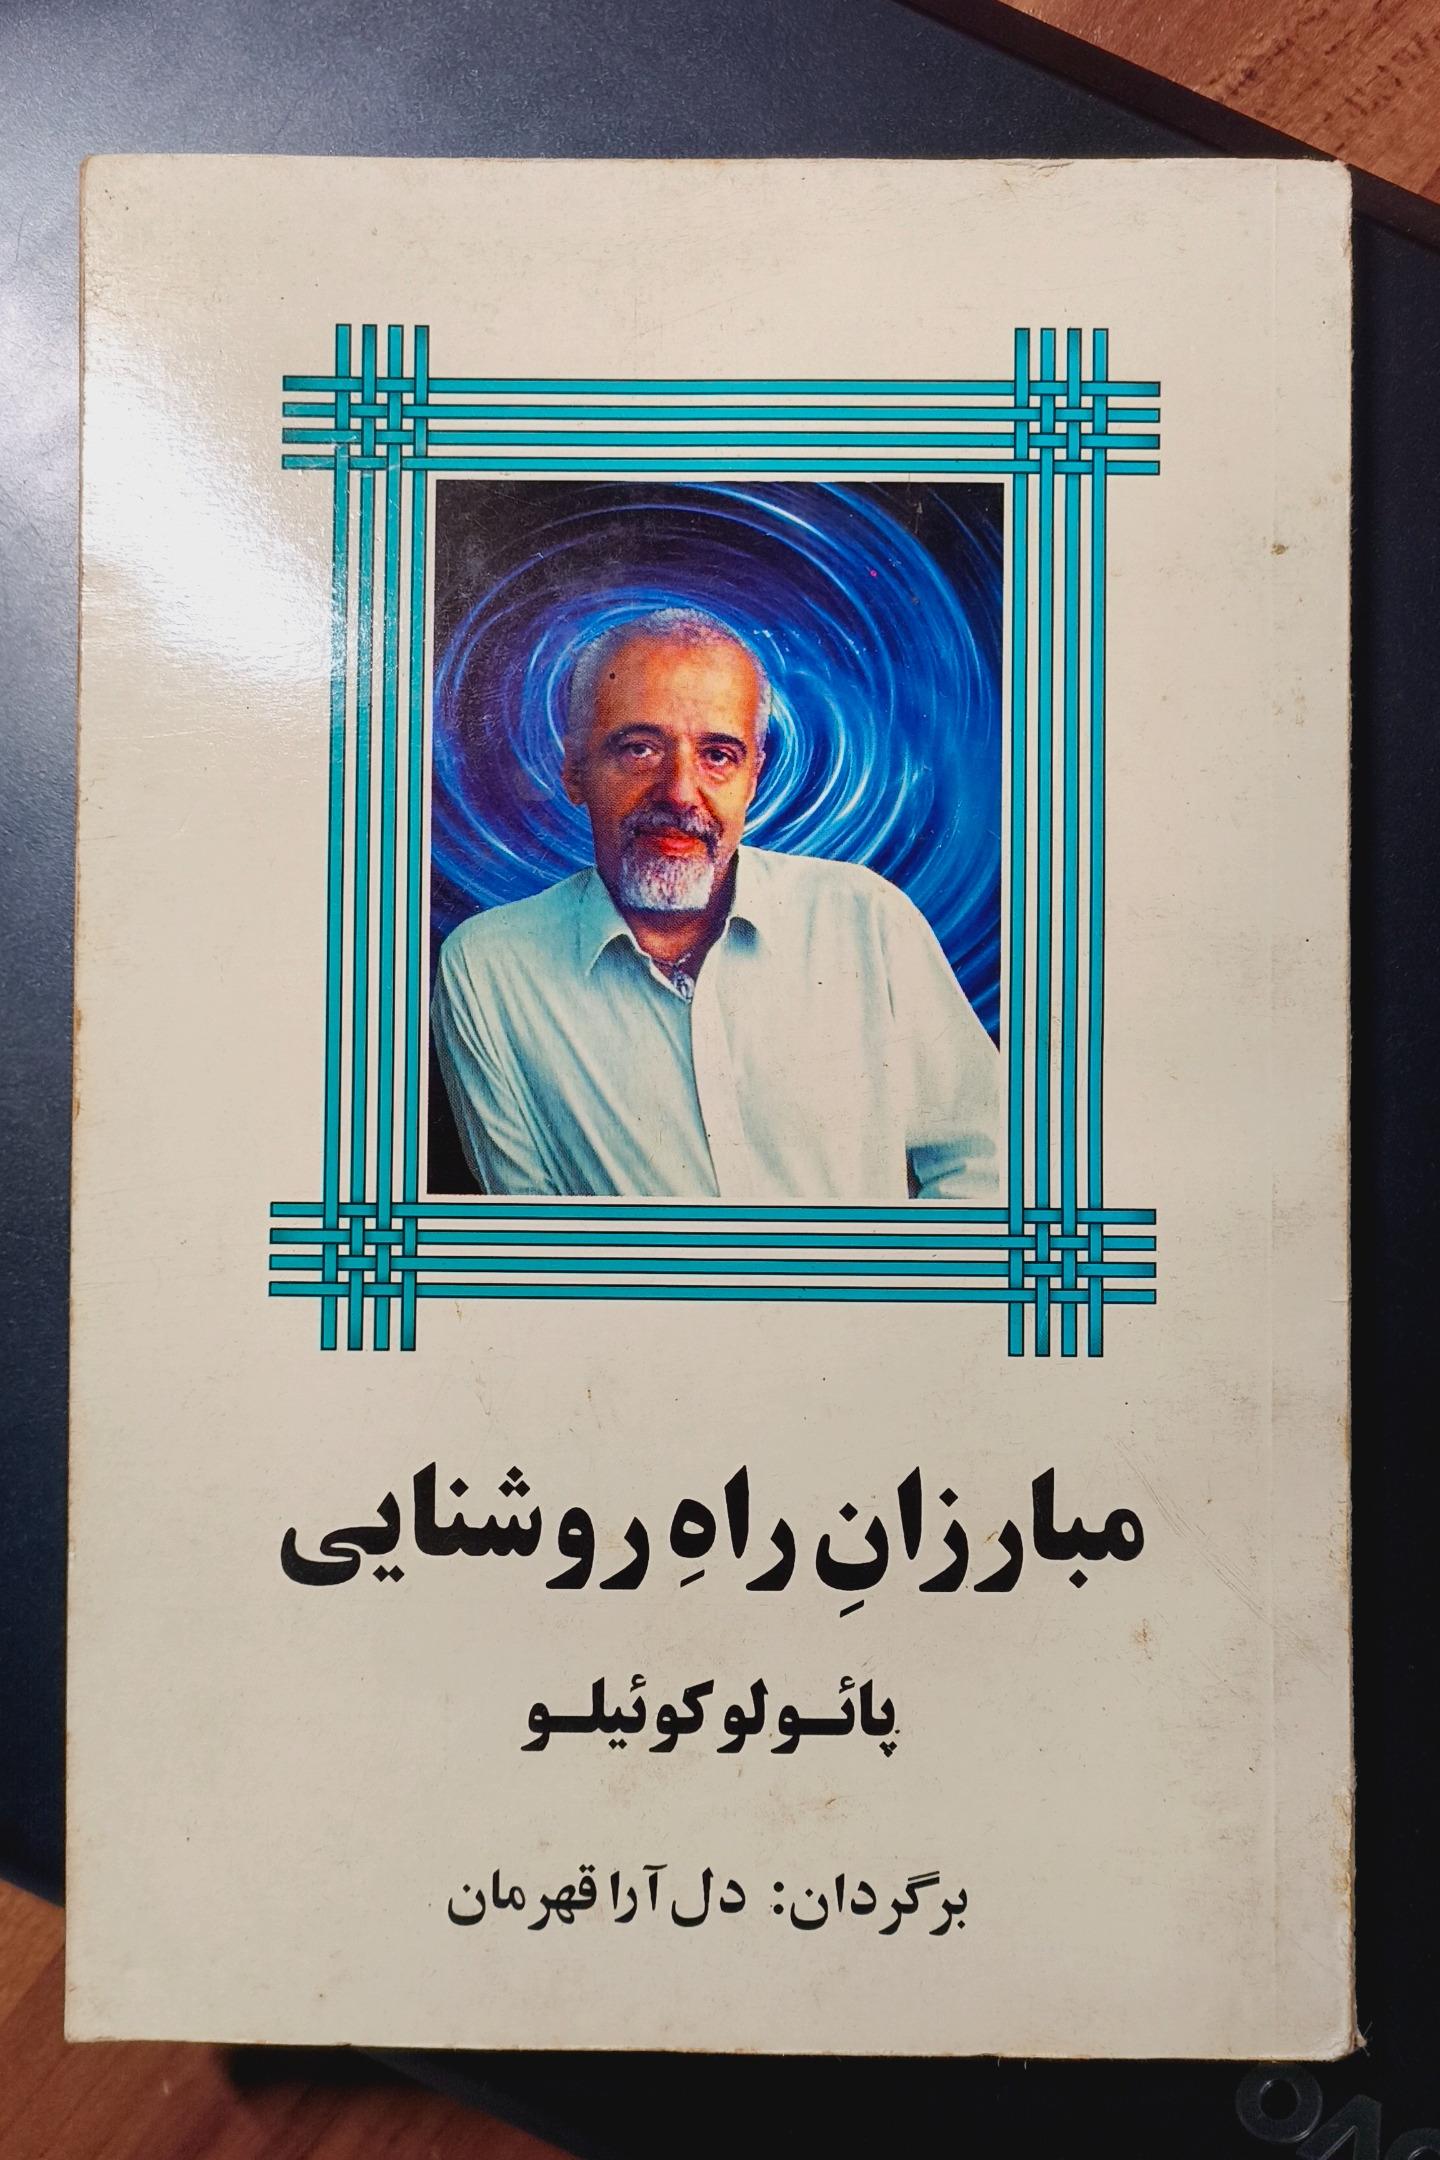 مبارزانِ راهِ روشنایی
پائولو کوئیلو
برگردان: دل آرا قهرمان